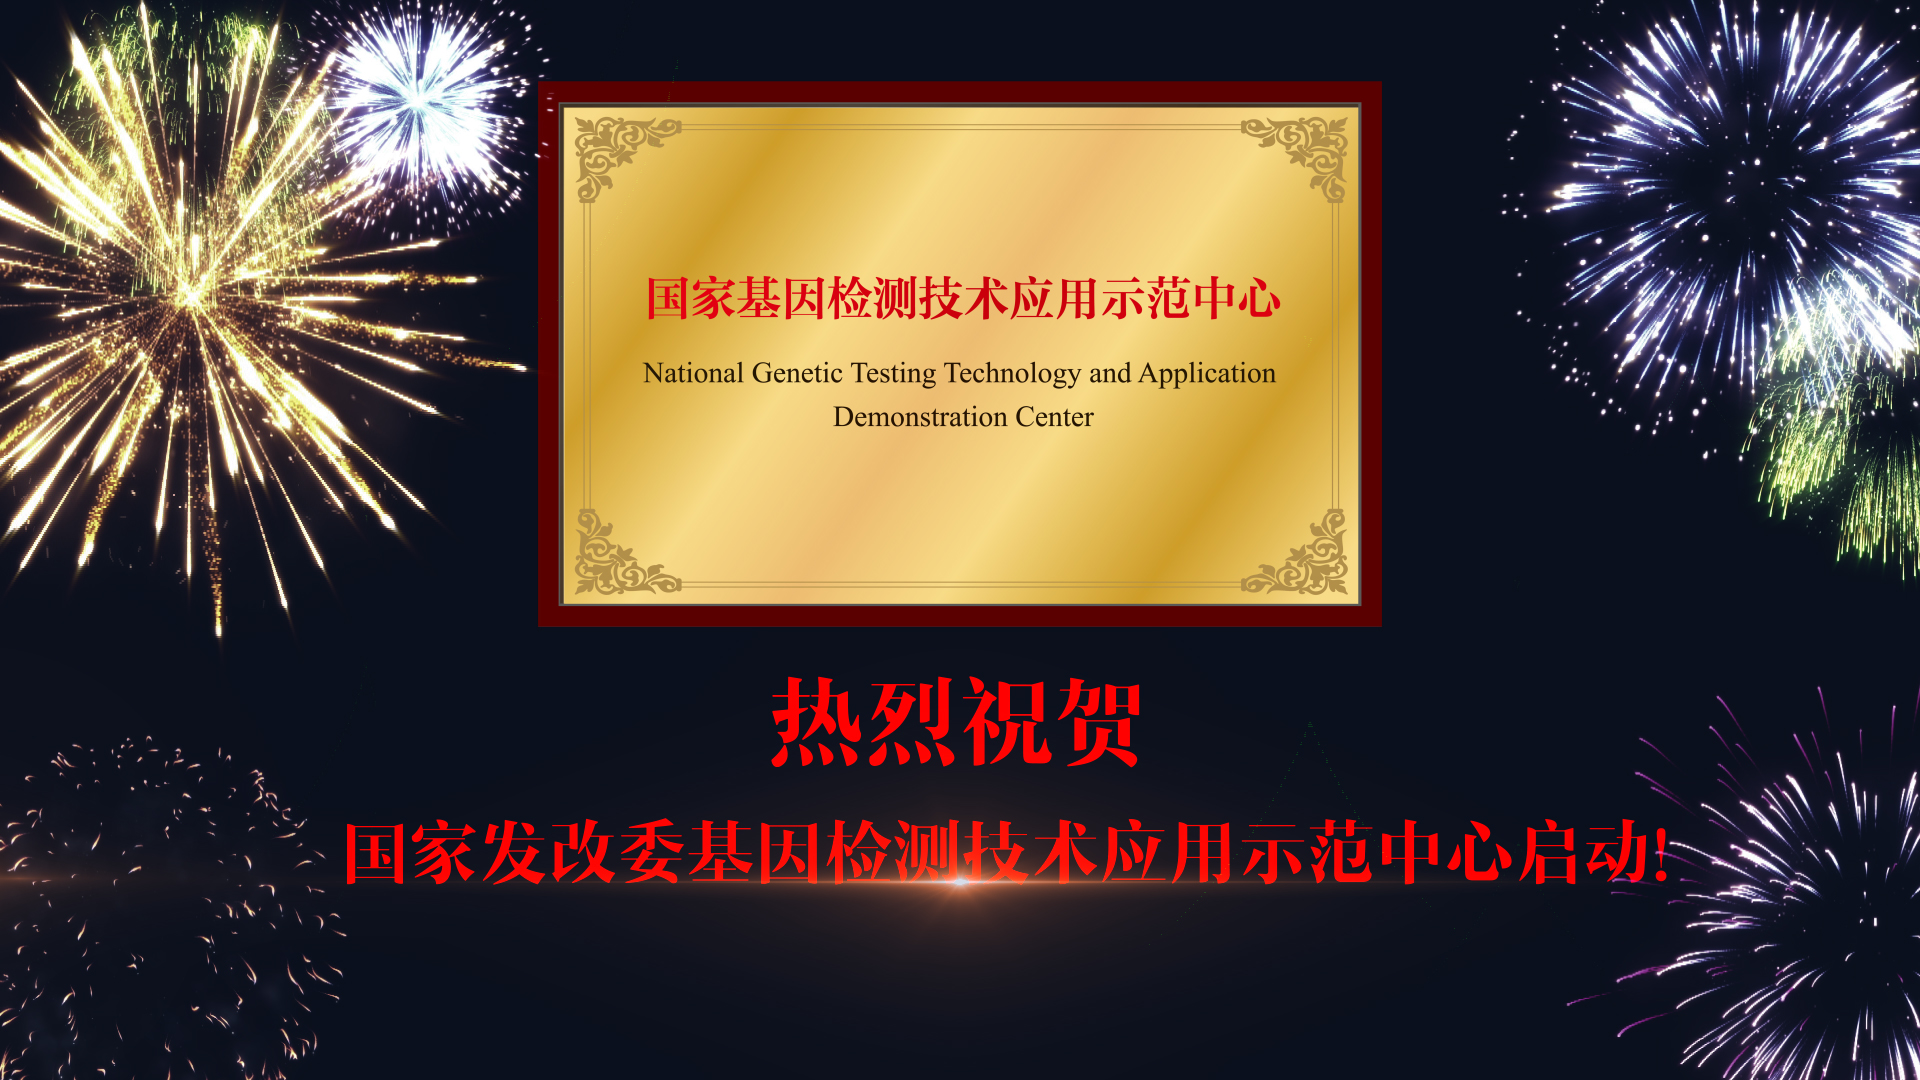 国家基因检测技术应用示范中心
National Genetic Testing Technology and Application
Demonstration Center
热烈祝贺
国家发改委基因检测技术应用示范中心启动!